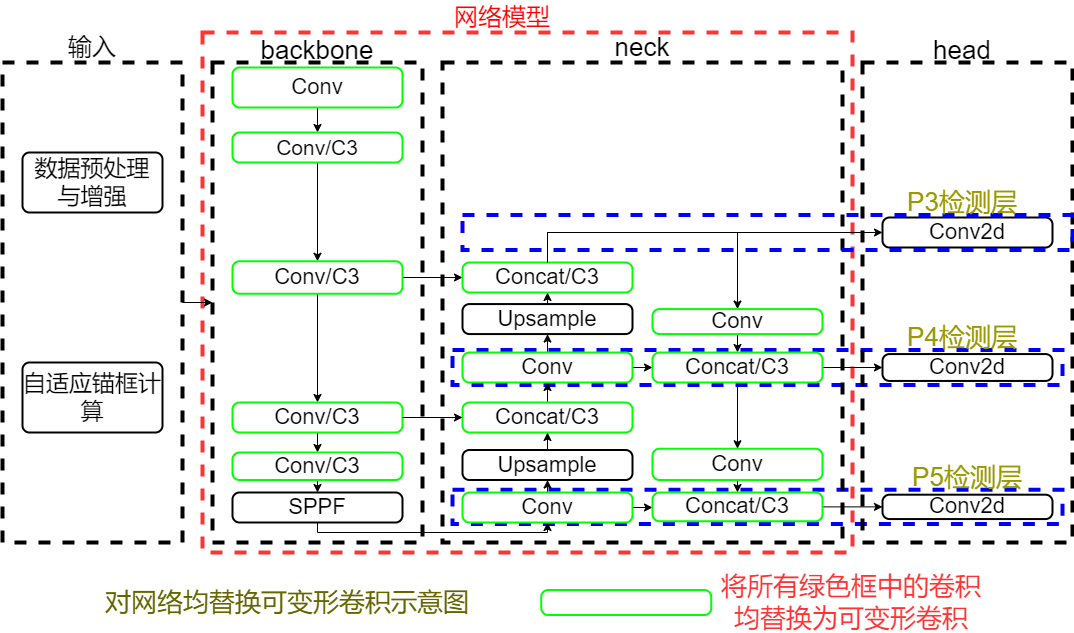 网络模型
输入
backbone
neck
head
数据预处理
与增强
自适应锚框计
算
Conv
Conv/C3
Conv/C3
Conv/C3
Conv/C3
SPPF
Concat/C3
Upsample
Conv
Concat/C3
Upsample
Conv
Conv
Concat/C3
Conv
Concat/C3
P3检测层
Conv2d
P4检测层
Conv2d
P5检测层
Conv2d
对网络均替换可变形卷积示意图
将所有绿色框中的卷积
均替换为可变形卷积